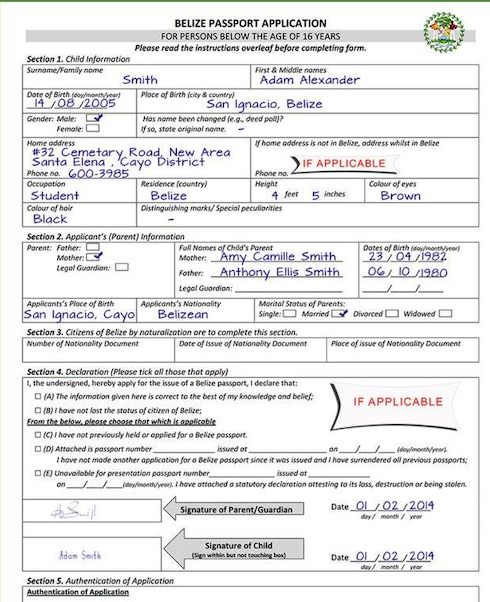 BELIZE PASSPORT APPLICATION
FOR PERSONS BELOW THE AGE OF 16 YEARS
Please read the instructions overleaf before completing form.
Section 1. Child Information
Surname/Family name First & Middle names
Smith Adam Alexander
Date of Birth (day/month/year) Place of Birth (city & country)
14 /08 /2005 San Ignacio, Belize
Gender: Male: Has name been changed (e.g., deed poll)?
Female: If so, state original name. -
Home address If home address is not in Belize, address whilst in Belize
#32 Cemetary Road, New Area
Santa Elena , Cayo District IF APPLICABLE
Phone no. 600-3985 Phone no.
Occupation Residence (country) Height Colour of eyes
Student Belize 4 feet 5 inches Brown
Colour of hair Distinguishing marks/ Special peculiarities
Black -
Section 2. Applicant's (Parent) Information
Parent: Father: Full Names of Child's Parent Dates of Birth (day/month/year)
Mother: Mother: Amy Camille Smith 23 / 04 /1982
Legal Guardian: Father: Anthony Ellis Smith 06 / 10 /1980
Legal Guardian: / /
Applicants's Place of Birth Applicants's Nationality Marital Status of Parents:
San Ignacio, Cayo Belizean Single: Married Divorced Widowed
Section 3. Citizens of Belize by naturalization are to complete this section.
Number of Nationality Document Date of Issue of Nationality Document Place of issue of Nationality Document
Section 4. Declaration (Please tick all those that apply)
I, the undersigned, hereby apply for the issue of a Belize passport, I declare that:
(A) The information given here is correct to the best of my knowledge and belief;
(B) I have not lost the status of citizen of Belize; IF APPLICABLE
From the below, please choose that which is applicable
(C) I have not previously held or applied for a Belize passport.
(D) Attached is passport number issued at on / / (day/month/year).
I have not made another application for a Belize passport since it was issued and I have surrendered all previous passports;
(E) Unavailable for presentation passport number issued at
on / / (day/month/year). I have attached a statutory declaration attesting to its loss, destruction or being stolen.
Signature of Parent/Guardian Date 01 / 02 /2014
day / month / year
Adam Smith Signature of Child
(Sign within but not touching box) Date 01 / 02 /2014
day / month / year
Section 5. Authentication of Application
Authentication of Application